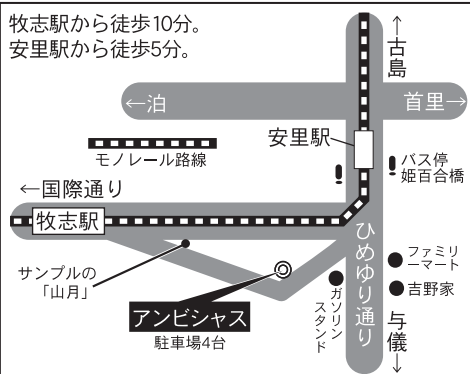 牧志駅から徒歩10分。
安里駅から徒歩5分。
↑
古島
←泊
首里→
安里駅
モノレール路線
バス停
姫百合橋
←国際通り
牧志駅
ひめゆり通り
サンプルの
「山月」
ファミリ
ーマート
吉野家
ガソリン
スタンド
アンビシャス
駐車場4台
与儀
↓